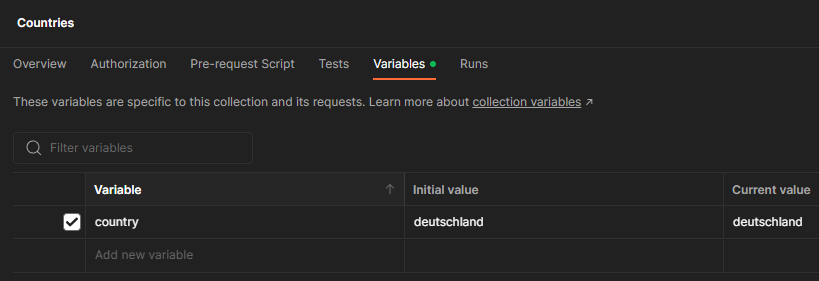 Countries
Overview Authorization Pre-request Script Tests Variables Runs
These variables are specific to this collection and its requests. Learn more about collection variables ↗
Filter variables
Variable ↑ Initial value Current value
country deutschland deutschland
Add new variable